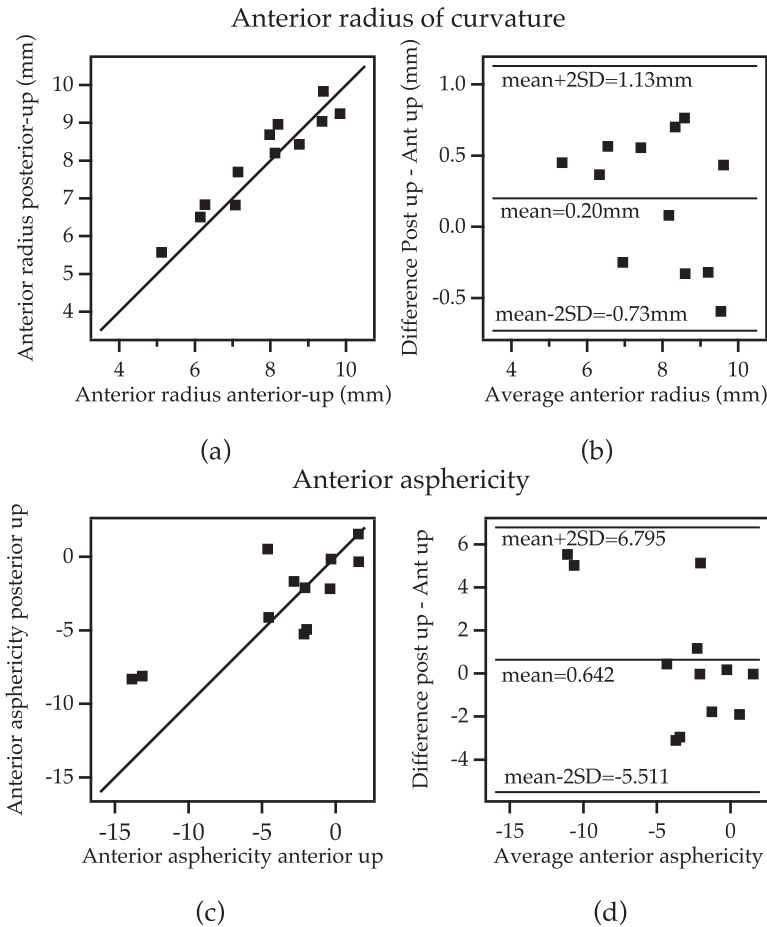 Anterior radius of curvature
Anterior radius posterior-up (mm)
10
9
8
7
6
5
4
4
6
8
10
Anterior radius anterior-up (mm)
(a)
Difference Post up - Ant up (mm)
1.0
0.5
0.0
-0.5
mean+2SD=1.13mm
mean=0.20mm
mean-2SD=-0.73mm
4
6
8
10
Average anterior radius (mm)
(b)
Anterior asphericity
Anterior asphericity posterior up
0
-5
-10
-15
-15
-10
-5
0
Anterior asphericity anterior up
(c)
Difference post up - Ant up
6
4
2
0
-2
-4
mean+2SD=6.795
mean=0.642
mean-2SD=-5.511
-15
-10
-5
0
Average anterior asphericity
(d)